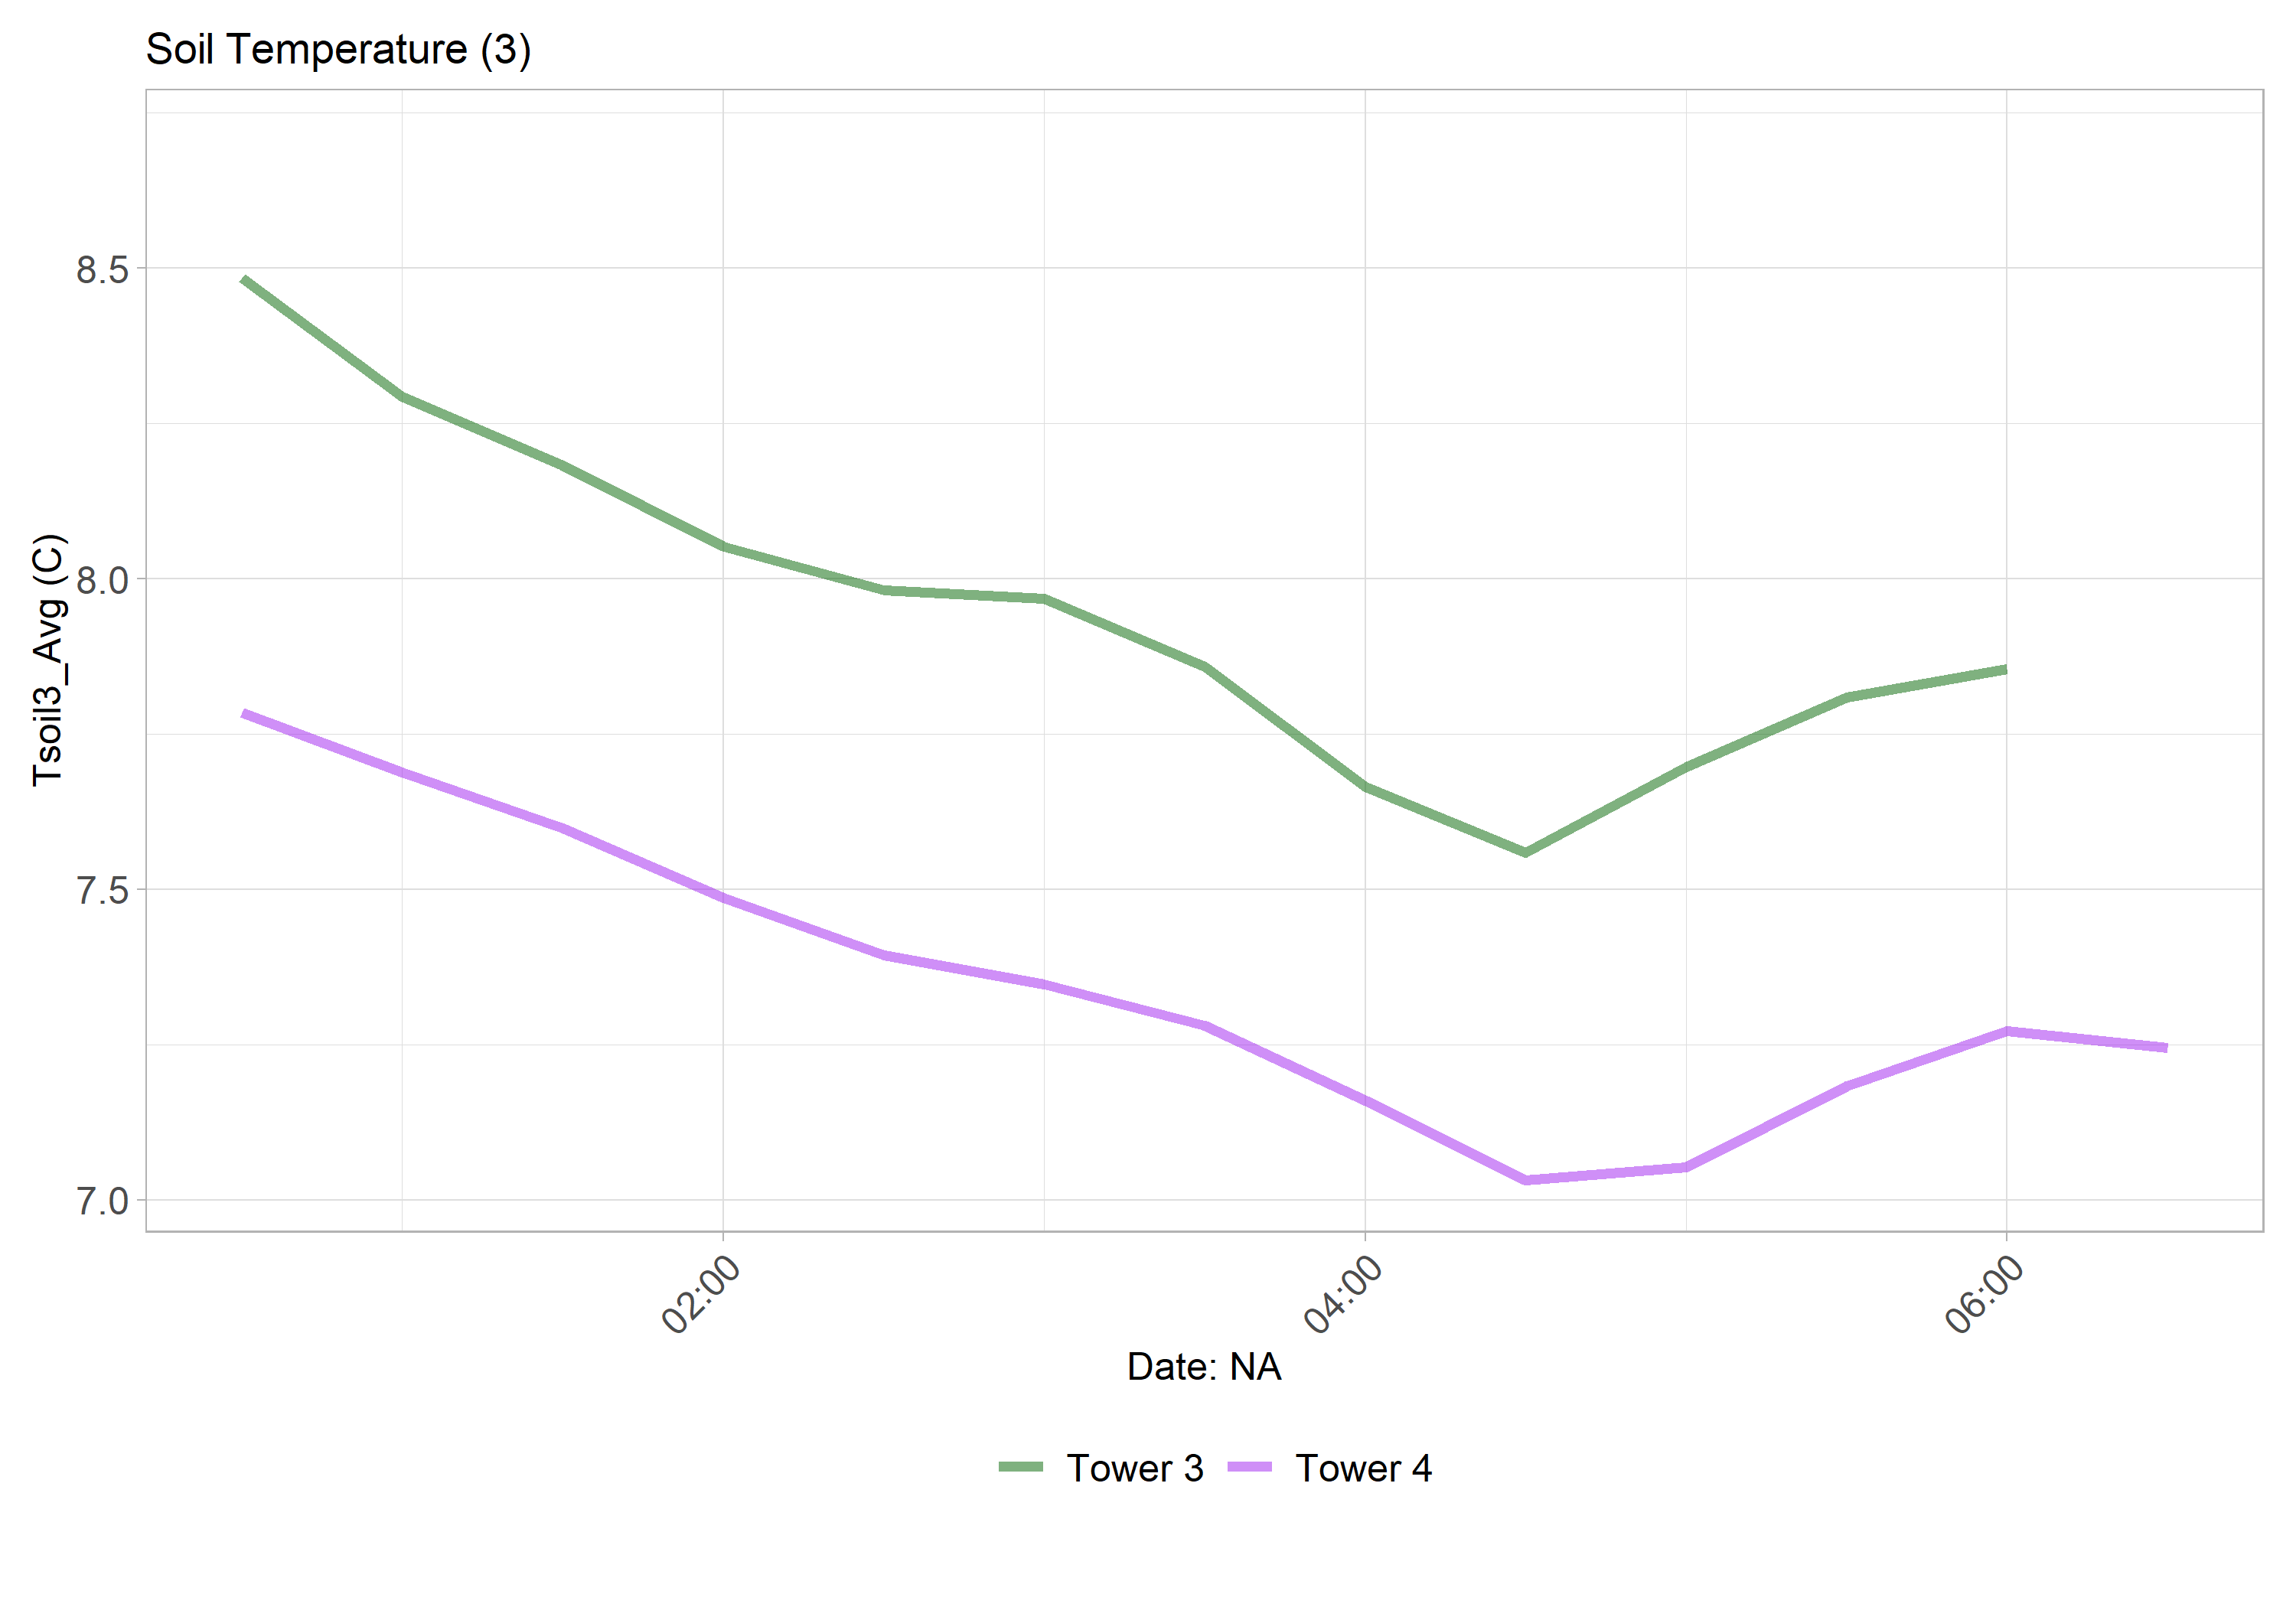 Soil Temperature (3)
Tsoil3_Avg (C)
8.5
8.0
7.5
7.0
02:00
04:00
06:00
Date: NA
Tower 3
Tower 4